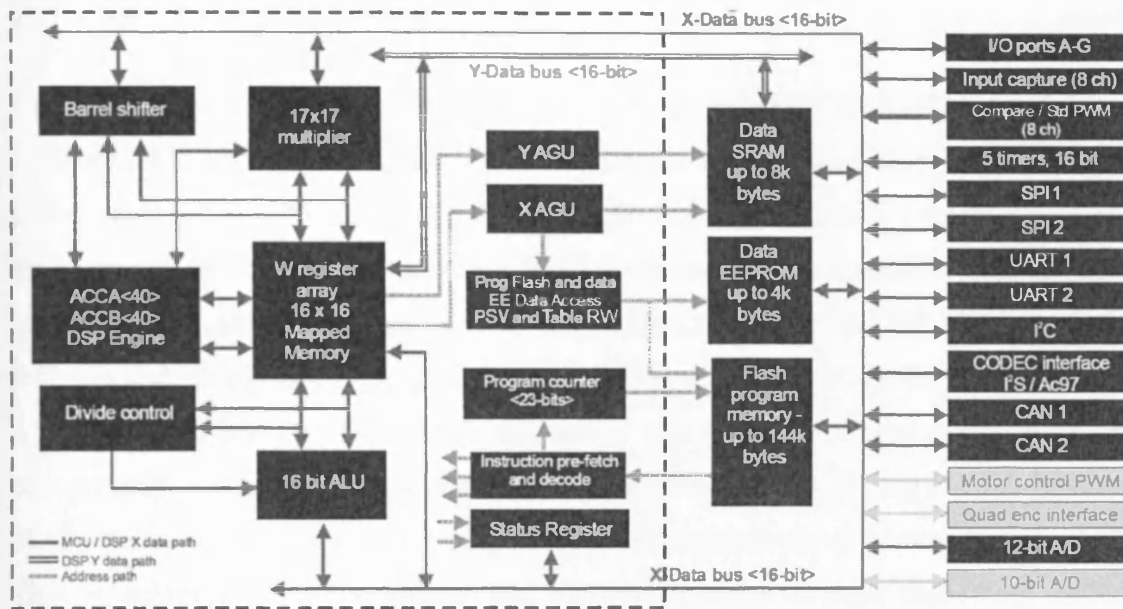 X-Data bus <16-bit>
Y-Data bus <16-bit>
Barrel shifter
17x17
multiplier
Y AGU
X AGU
Data
SRAM
up to 8k
bytes
ACCA<40>
ACCB<40>
DSP Engine
W register
array
16 x 16
Mapped
Memory
Prog Flash and data
EE Data Access
PSV and Table RW
Data
EEPROM
up to 4k
bytes
Divide control
16 bit ALU
Program counter
<23-bits>
Instruction pre-fetch
and decode
Status Register
Flash
program
memory -
up to 144k
bytes
MCU / DSP X data path
DSP Y data path
Address path
X-Data bus <16-bit>
I/O ports A-G
Input capture (8 ch)
Compare / Std PWM
(8 ch)
5 timers, 16 bit
SPI 1
SPI 2
UART 1
UART 2
I²C
CODEC interface
I²S / Ac97
CAN 1
CAN 2
Motor control PWM
Quad enc interface
12-bit A/D
10-bit A/D